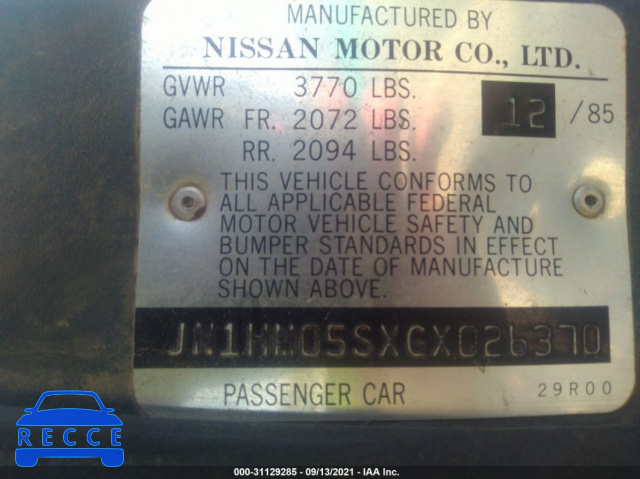 MANUFACTURED BY
NISSAN MOTOR CO., LTD.
GVWR 3770 LBS.
GAWR FR. 2072 LBS. 12 /85
RR. 2094 LBS.
THIS VEHICLE CONFORMS TO
ALL APPLICABLE FEDERAL
MOTOR VEHICLE SAFETY AND
BUMPER STANDARDS IN EFFECT
ON THE DATE OF MANUFACTURE
SHOWN ABOVE.
JN1HM05SXGX026370
PASSENGER CAR 29R00
RECCE
000-31129285 - 09/13/2021 - IAA Inc.